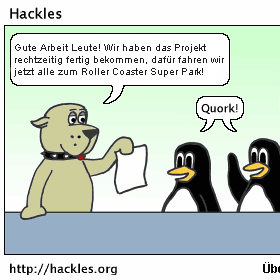 Hackles
Gute Arbeit Leute! Wir haben das Projekt
rechtzeitig fertig bekommen, dafür fahren wir
jetzt alle zum Roller Coaster Super Park!
Quork!
http://hackles.org